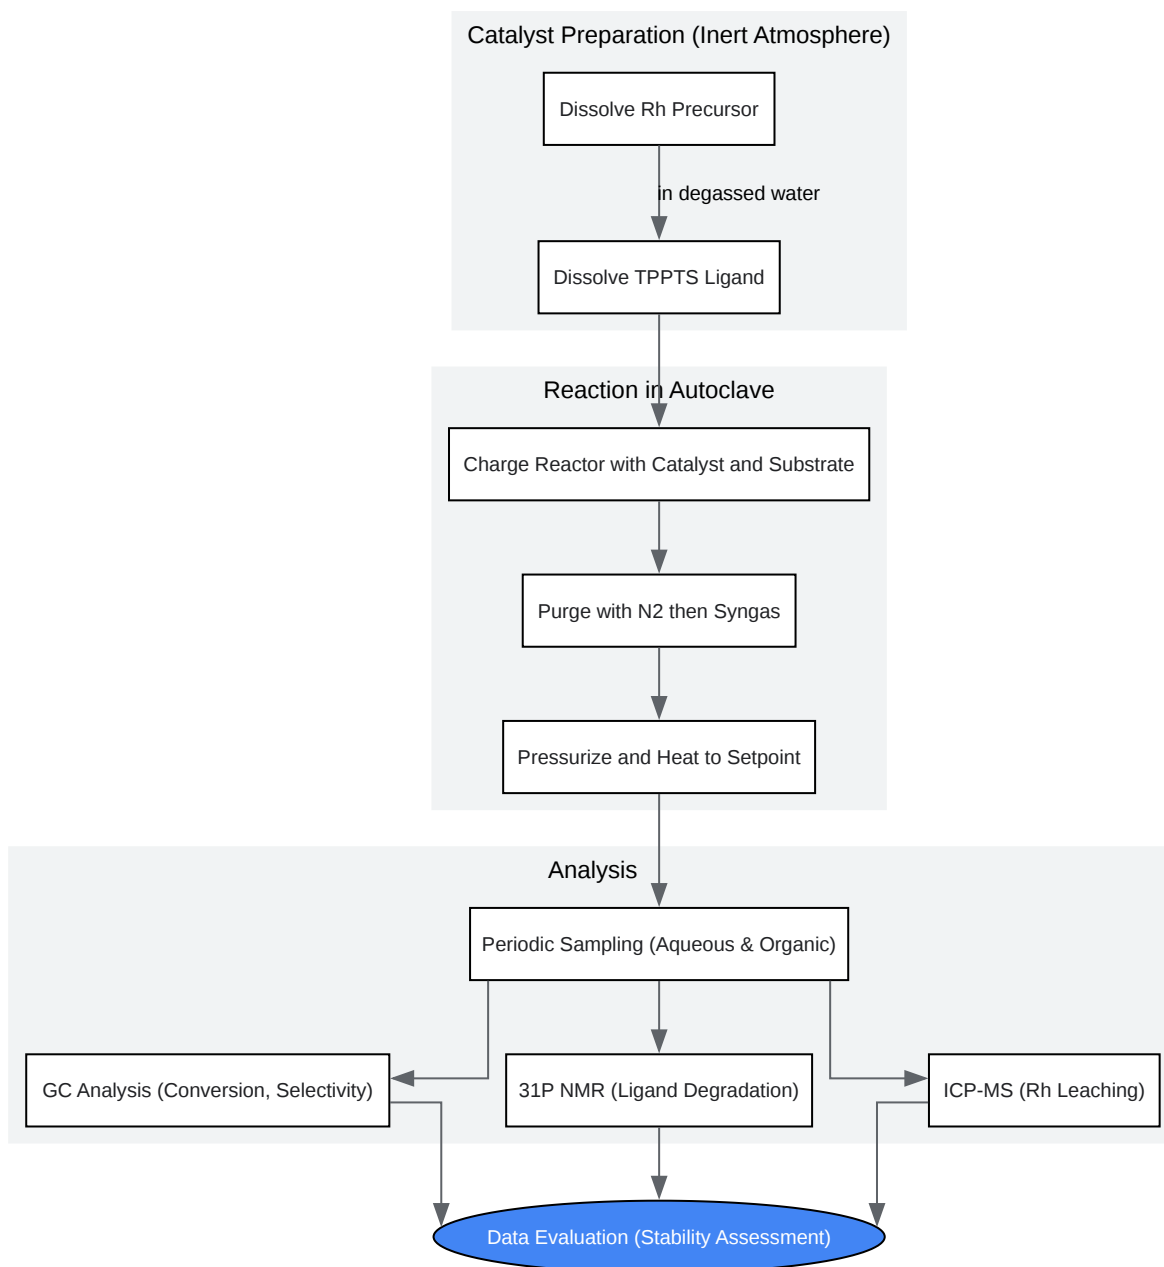 Catalyst Preparation (Inert Atmosphere)
Dissolve Rh Precursor
in degassed water
Dissolve TPPTS Ligand
Reaction in Autoclave
Charge Reactor with Catalyst and Substrate
Purge with N2 then Syngas
Pressurize and Heat to Setpoint
Analysis
Periodic Sampling (Aqueous & Organic)
GC Analysis (Conversion, Selectivity)
31P NMR (Ligand Degradation)
ICP-MS (Rh Leaching)
Data Evaluation (Stability Assessment)